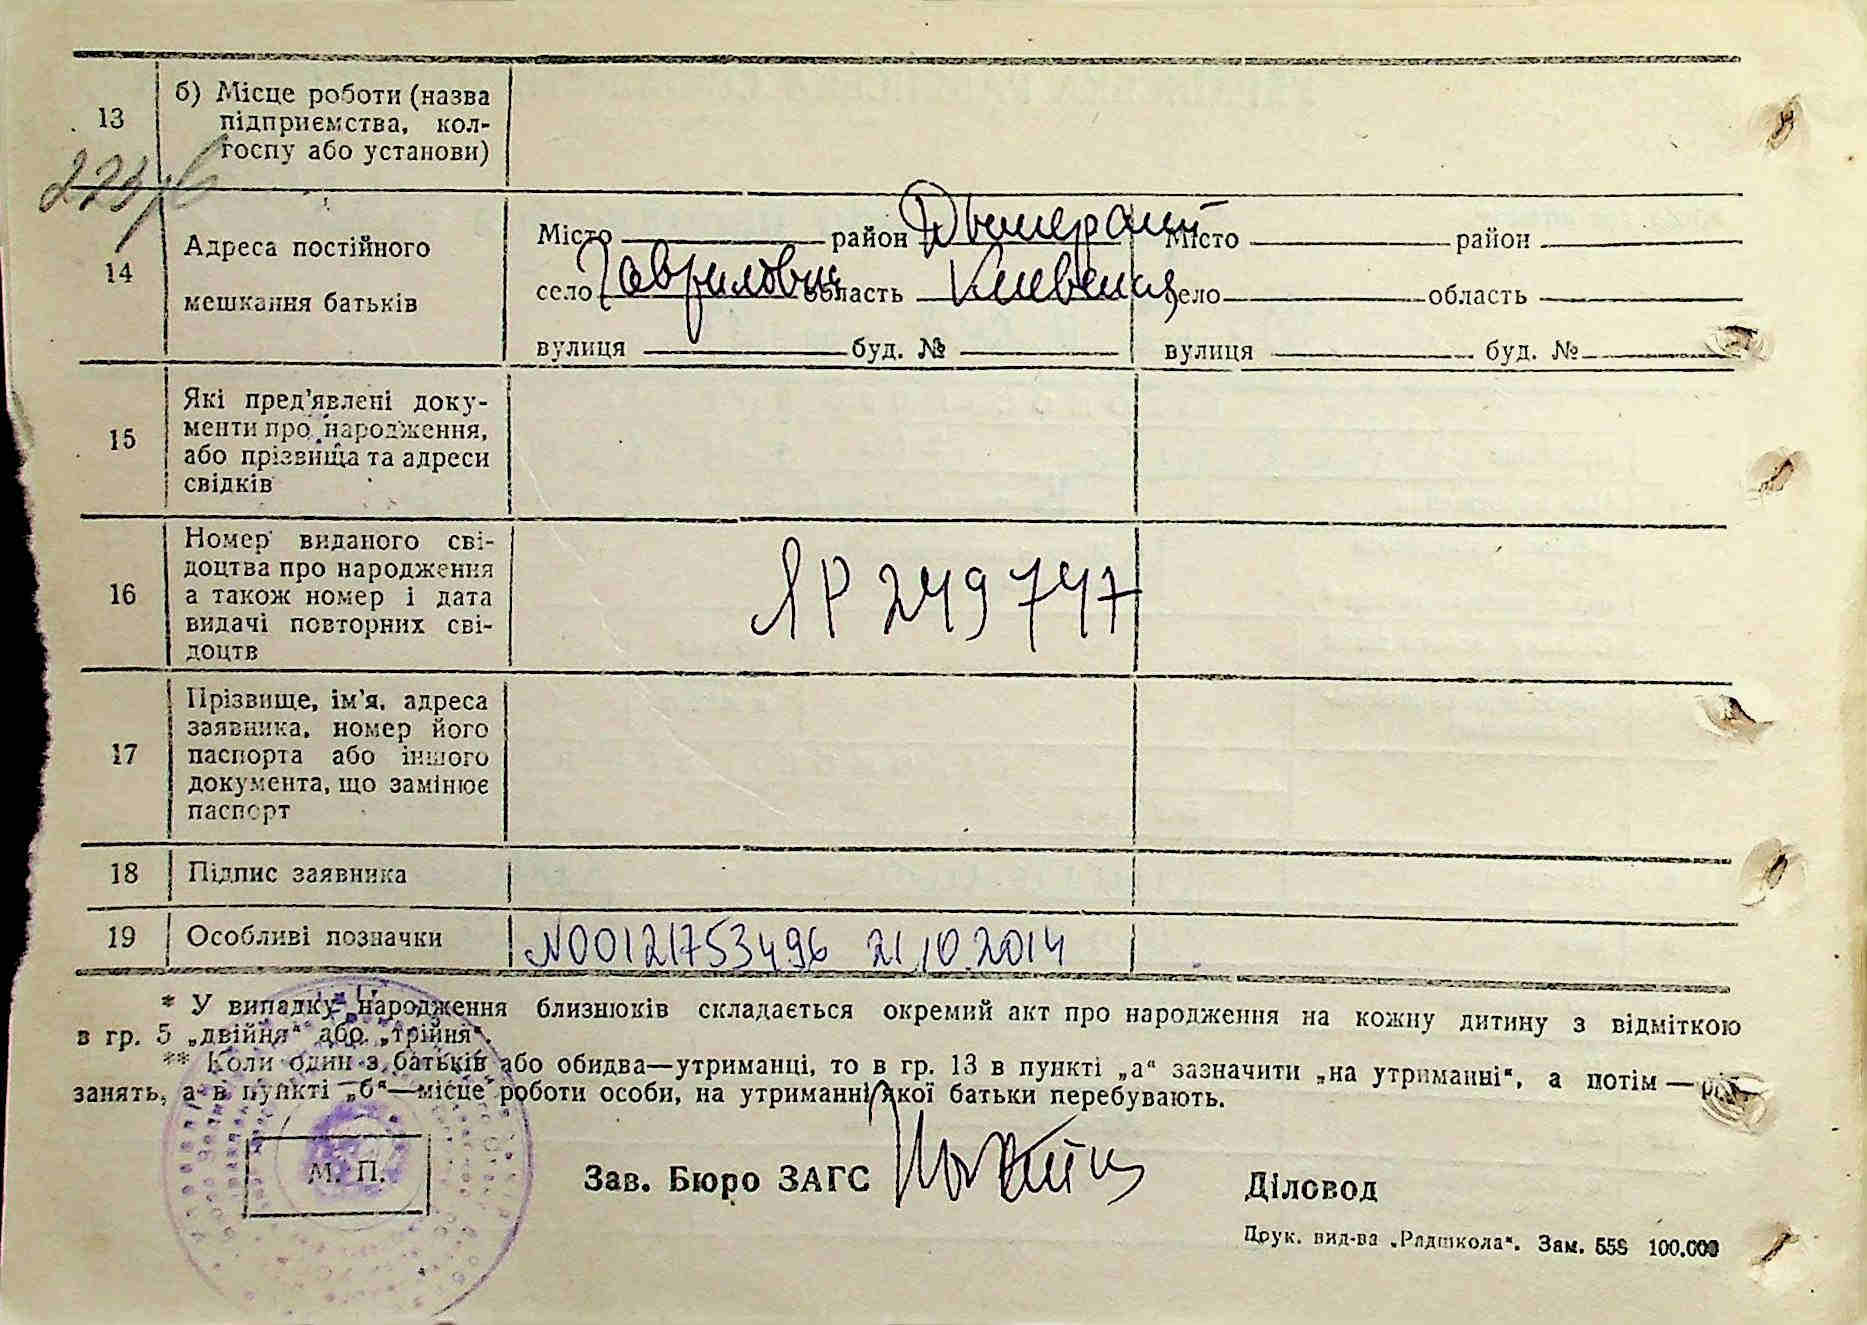 13
б) Місце роботи (назва
підприємства, кол-
госпу або установи)
14
Адреса постійного
мешкання батьків
Місто район Дымерский
село Гавриловка область Киевская
вулиця буд. №
Місто район
село область
вулиця буд. №
15
Які пред'явлені доку-
менти про народження,
або прізвища та адреси
свідків
16
Номер виданого сві-
доцтва про народження
а також номер і дата
видачі повторних сві-
доцтв
ЯР 249747
17
Прізвище, ім'я, адреса
заявника, номер його
паспорта або іншого
документа, що замінює
паспорт
18
Підпис заявника
19
Особливі позначки
N00121753496 21.10.2014
* У випадку народження близнюків складається окремий акт про народження на кожну дитину з відміткою
в гр. 5 „двійня“ або „трійня“.
** Коли один з батьків або обидва—утриманці, то в гр. 13 в пункті „а“ зазначити „на утриманні“, а потім — рід
занять, а в пункті „б“—місце роботи особи, на утриманні якої батьки перебувають.
М. П.
Зав. Бюро ЗАГС
Діловод
Друк. вид-ва „Радшкола“. Зам. 558 100.000